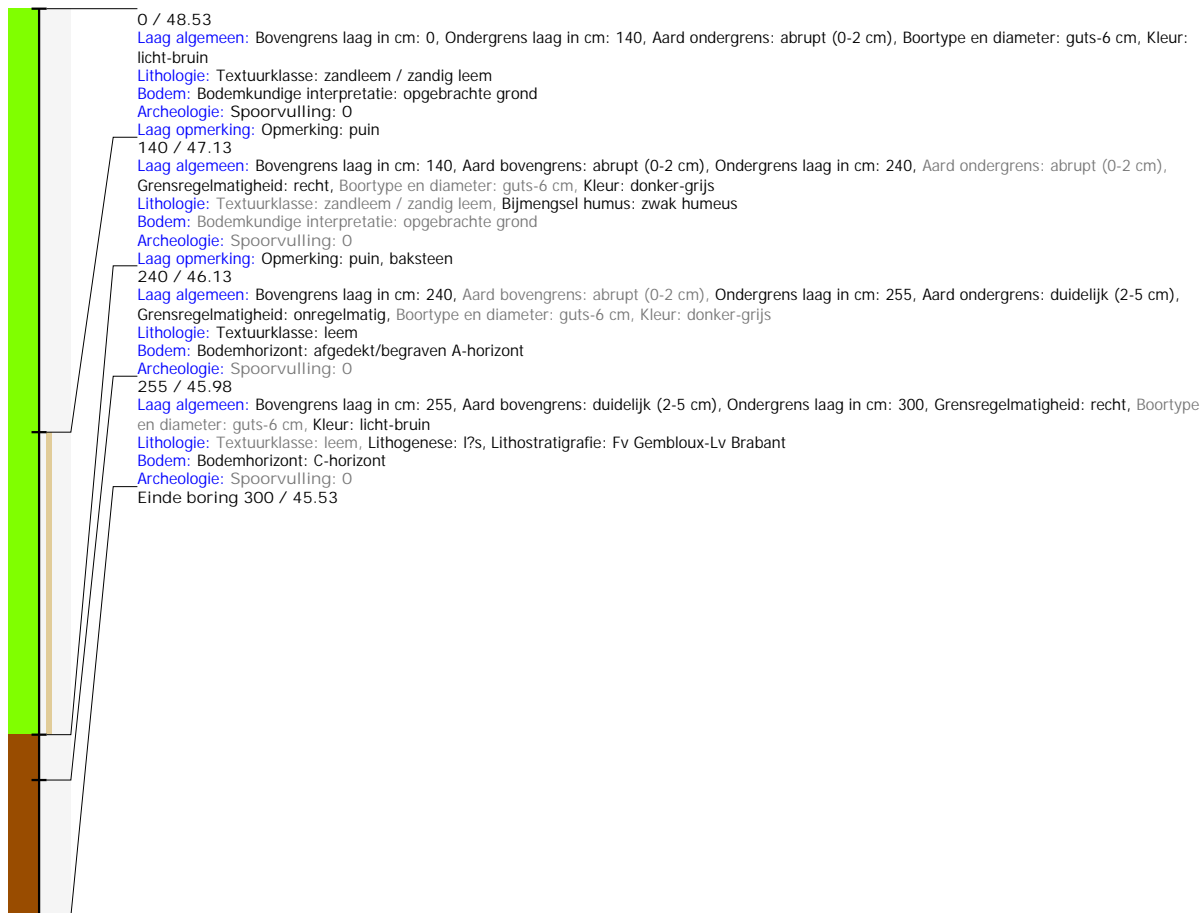 0 / 48.53
Laag algemeen: Bovengrens laag in cm: 0, Ondergrens laag in cm: 140, Aard ondergrens: abrupt (0-2 cm), Boortype en diameter: guts-6 cm, Kleur:
licht-bruin
Lithologie: Textuurklasse: zandleem / zandig leem
Bodem: Bodemkundige interpretatie: opgebrachte grond
Archeologie: Spoorvulling: 0
Laag opmerking: Opmerking: puin
140 / 47.13
Laag algemeen: Bovengrens laag in cm: 140, Aard bovengrens: abrupt (0-2 cm), Ondergrens laag in cm: 240, Aard ondergrens: abrupt (0-2 cm),
Grensregelmatigheid: recht, Boortype en diameter: guts-6 cm, Kleur: donker-grijs
Lithologie: Textuurklasse: zandleem / zandig leem, Bijmengsel humus: zwak humeus
Bodem: Bodemkundige interpretatie: opgebrachte grond
Archeologie: Spoorvulling: 0
Laag opmerking: Opmerking: puin, baksteen
240 / 46.13
Laag algemeen: Bovengrens laag in cm: 240, Aard bovengrens: abrupt (0-2 cm), Ondergrens laag in cm: 255, Aard ondergrens: duidelijk (2-5 cm),
Grensregelmatigheid: onregelmatig, Boortype en diameter: guts-6 cm, Kleur: donker-grijs
Lithologie: Textuurklasse: leem
Bodem: Bodemhorizont: afgedekt/begraven A-horizont
Archeologie: Spoorvulling: 0
255 / 45.98
Laag algemeen: Bovengrens laag in cm: 255, Aard bovengrens: duidelijk (2-5 cm), Ondergrens laag in cm: 300, Grensregelmatigheid: recht, Boortype
en diameter: guts-6 cm, Kleur: licht-bruin
Lithologie: Textuurklasse: leem, Lithogenese: l?s, Lithostratigrafie: Fv Gembloux-Lv Brabant
Bodem: Bodemhorizont: C-horizont
Archeologie: Spoorvulling: 0
Einde boring 300 / 45.53